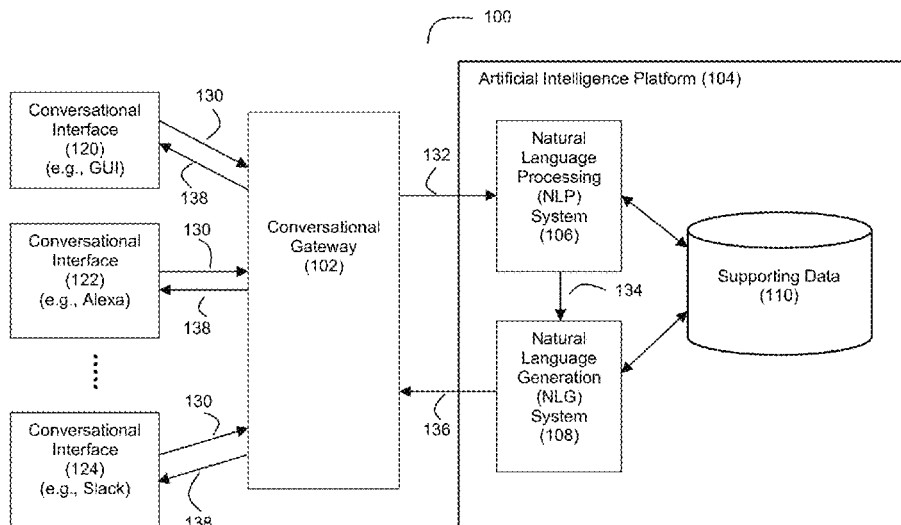 100
Artificial Intelligence Platform (104)
Conversational
Interface
(120)
(e.g., GUI)
130
138
Conversational
Interface
(122)
(e.g., Alexa)
130
138
Conversational
Interface
(124)
(e.g., Slack)
130
138
Conversational
Gateway
(102)
132
Natural
Language
Processing
(NLP)
System
(106)
134
Natural
Language
Generation
(NLG)
System
(108)
136
Supporting Data
(110)